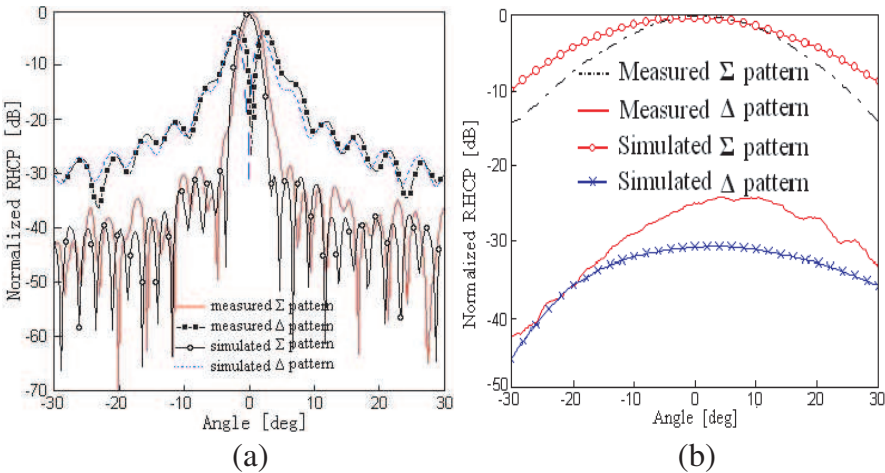 0
-10
-20
-30
-40
-50
-60
-70
Normalized RHCP [dB]
measured Σ pattern
measured Δ pattern
simulated Σ pattern
simulated Δ pattern
-30 -20 -10 0 10 20 30
Angle [deg]
(a)
0
-10
-20
-30
-40
-50
Normalized RHCP [dB]
Measured Σ pattern
Measured Δ pattern
Simulated Σ pattern
Simulated Δ pattern
-30 -20 -10 0 10 20 30
Angle [deg]
(b)